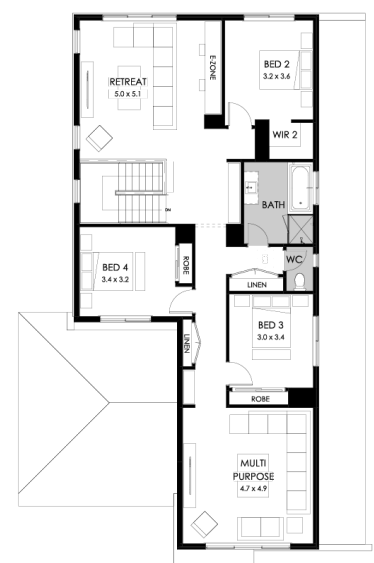 RETREAT
5.0 x 5.1
E-ZONE
BED 2
3.2 x 3.6
WIR 2
BATH
DN
WC
BED 4
3.4 x 3.2
ROBE
LINEN
BED 3
3.0 x 3.4
LINEN
ROBE
MULTI
PURPOSE
4.7 x 4.9